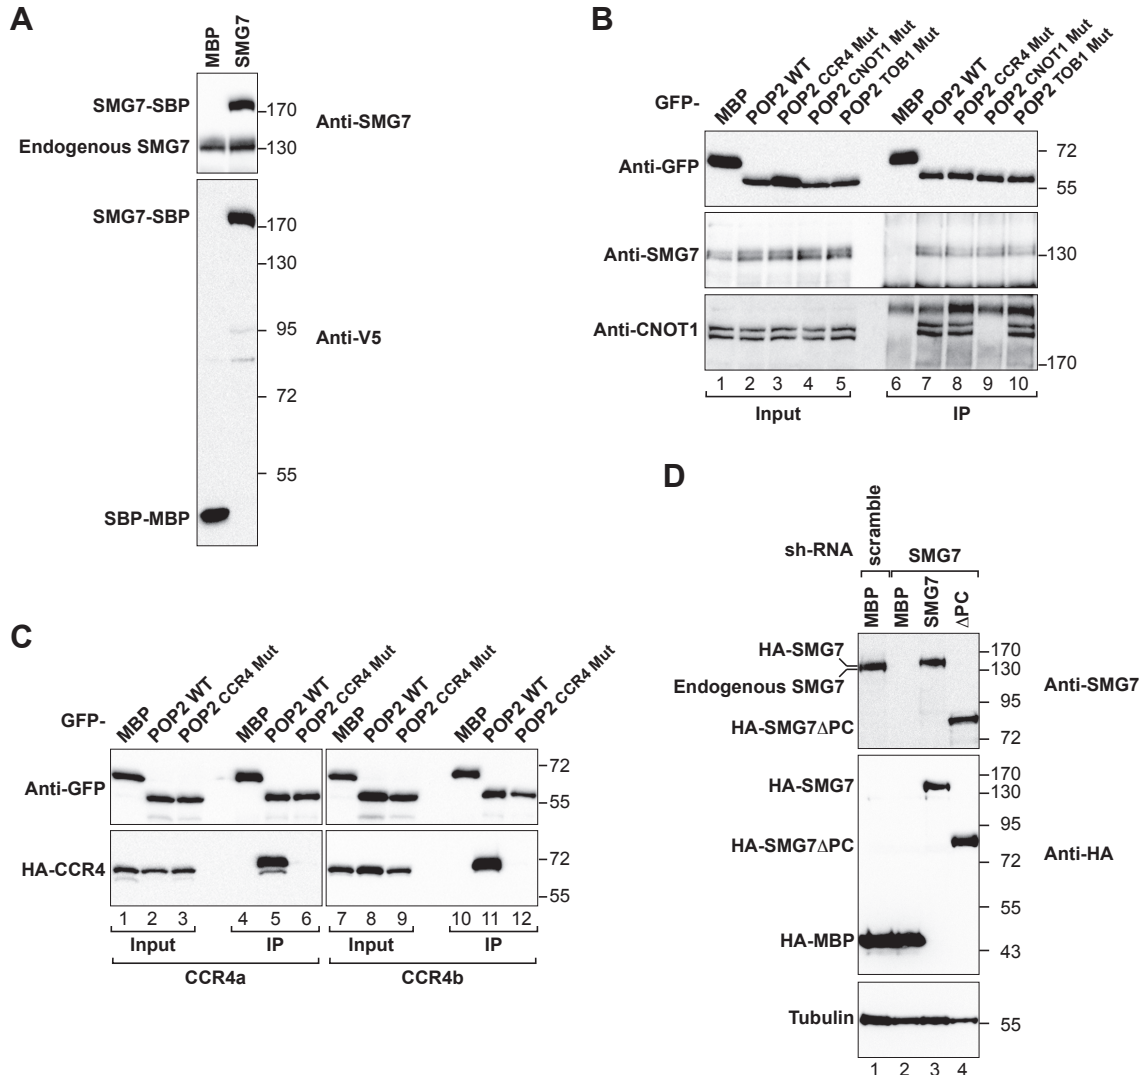 A
MBP
SMG7
SMG7-SBP
170
Anti-SMG7
Endogenous SMG7
130
SMG7-SBP
170
130
95
Anti-V5
72
55
SBP-MBP
B
GFP-
MBP
POP2 WT
POP2 CCR4 Mut
POP2 CNOT1 Mut
POP2 TOB1 Mut
MBP
POP2 WT
POP2 CCR4 Mut
POP2 CNOT1 Mut
POP2 TOB1 Mut
Anti-GFP
72
55
Anti-SMG7
130
Anti-CNOT1
170
1 2 3 4 5 6 7 8 9 10
Input IP
C
GFP-
MBP
POP2 WT
POP2 CCR4 Mut
MBP
POP2 WT
POP2 CCR4 Mut
MBP
POP2 WT
POP2 CCR4 Mut
MBP
POP2 WT
POP2 CCR4 Mut
Anti-GFP
72
55
HA-CCR4
72
55
1 2 3 4 5 6 7 8 9 10 11 12
Input IP Input IP
CCR4a CCR4b
D
sh-RNA
scramble
SMG7
MBP
MBP
SMG7
ΔPC
HA-SMG7
170
130
Endogenous SMG7
Anti-SMG7
95
HA-SMG7ΔPC
72
HA-SMG7
170
130
95
HA-SMG7ΔPC
Anti-HA
72
55
HA-MBP
43
Tubulin
55
1 2 3 4